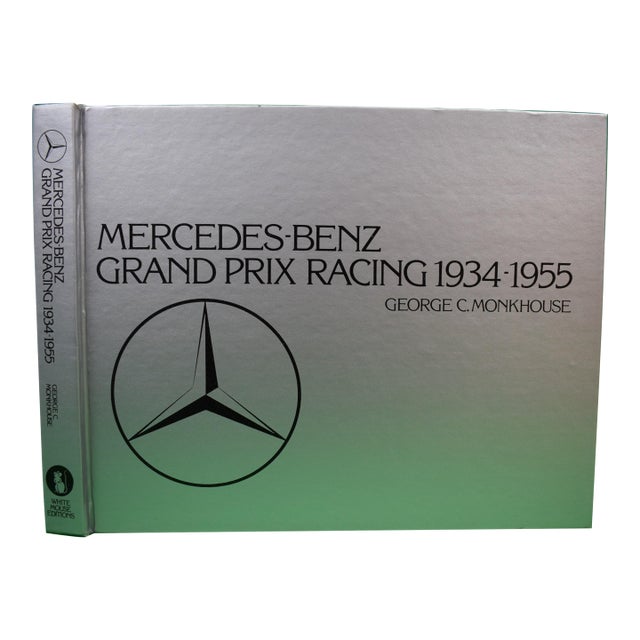 MERCEDES-BENZ
GRAND PRIX RACING 1934-1955
GEORGE C.
MONKHOUSE
WHITE
MOUSE
EDITIONS
MERCEDES-BENZ
GRAND PRIX RACING 1934-1955
GEORGE C. MONKHOUSE